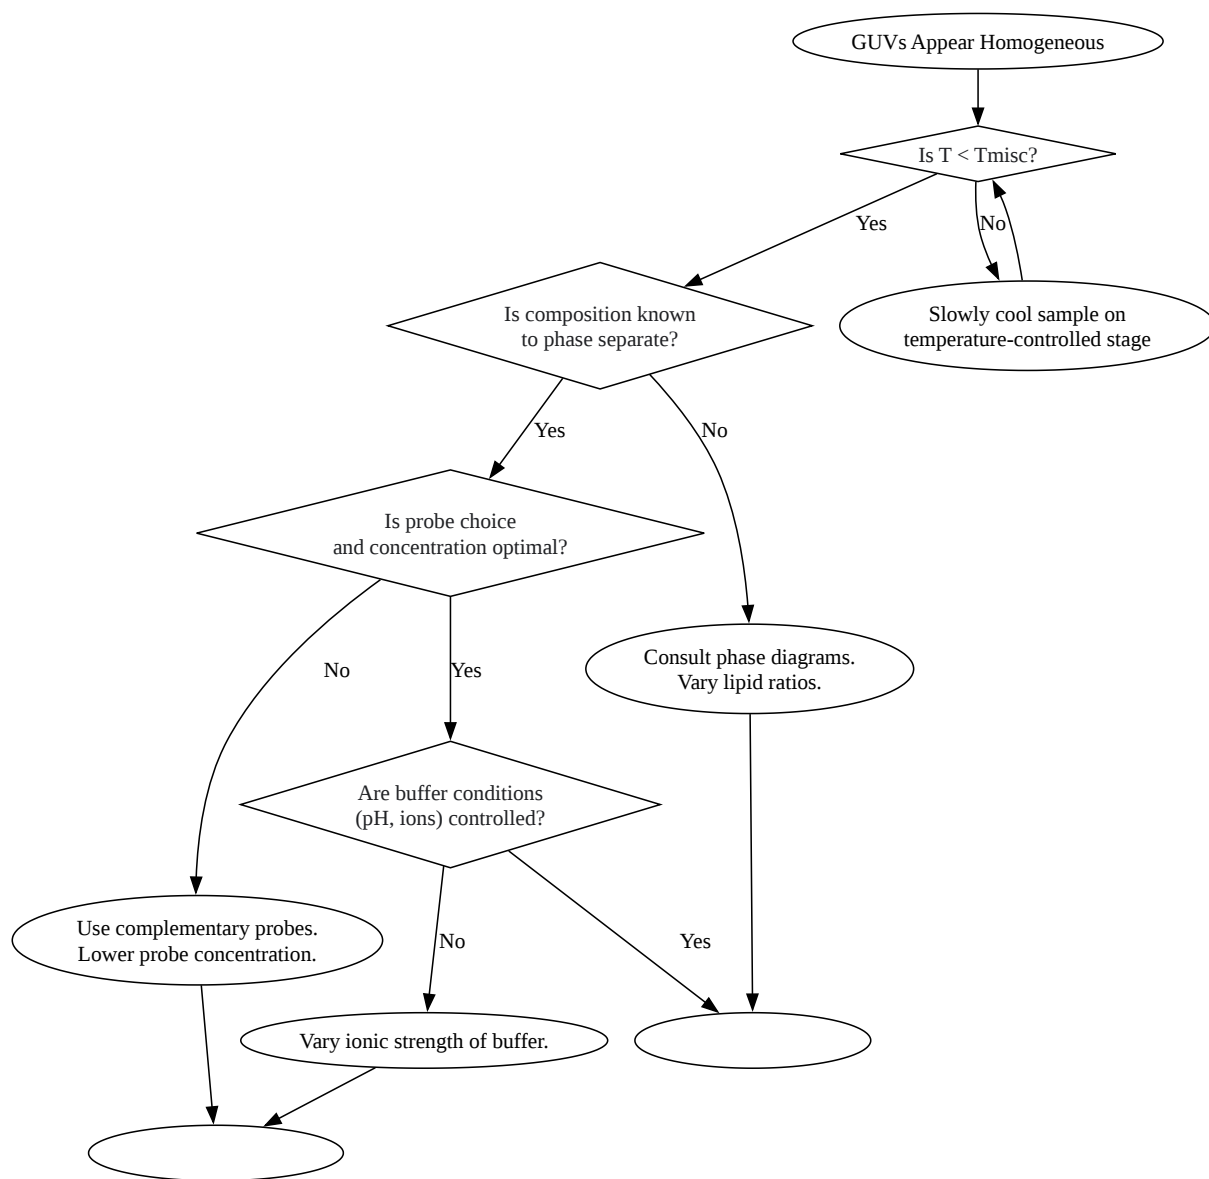 GUVs Appear Homogeneous
Is T < Tmisc?
Yes
No
Is composition known
to phase separate?
Slowly cool sample on
temperature-controlled stage
Yes
No
Is probe choice
and concentration optimal?
No
Yes
Consult phase diagrams.
Vary lipid ratios.
Are buffer conditions
(pH, ions) controlled?
Use complementary probes.
Lower probe concentration.
No
Yes
Vary ionic strength of buffer.